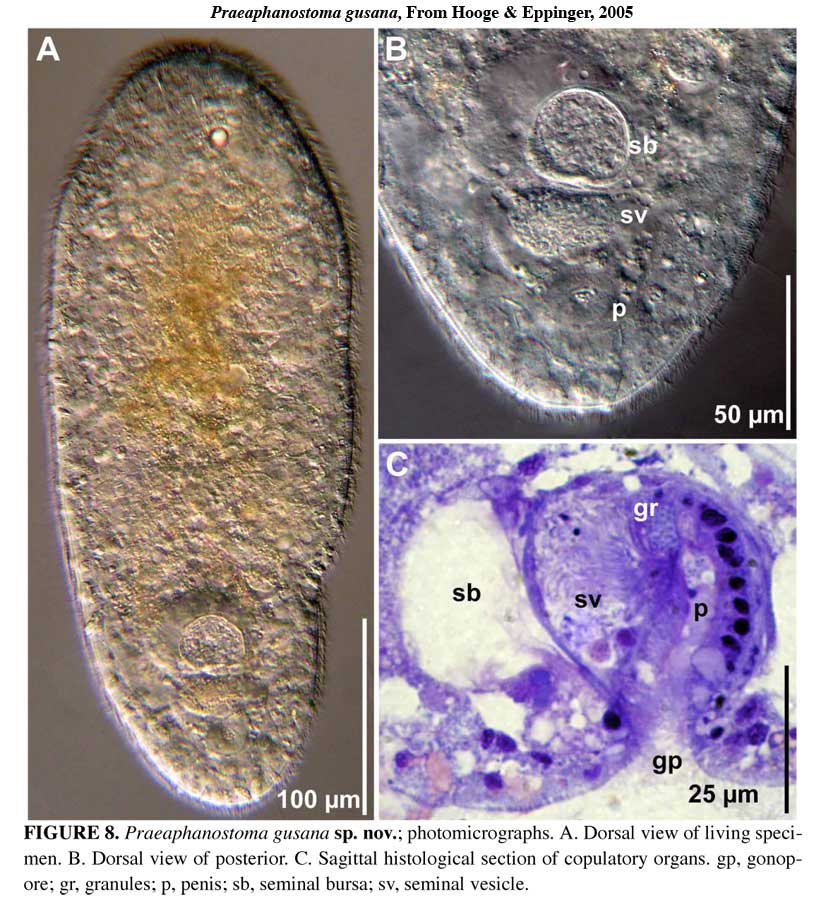 Praeaphanostoma gusana, From Hooge & Eppinger, 2005
A
B
sb
sv
p
50 µm
100 µm
C
gr
sb
sv
p
gp
25 µm
FIGURE 8. Praeaphanostoma gusana sp. nov.; photomicrographs. A. Dorsal view of living speci-
men. B. Dorsal view of posterior. C. Sagittal histological section of copulatory organs. gp, gonop-
ore; gr, granules; p, penis; sb, seminal bursa; sv, seminal vesicle.